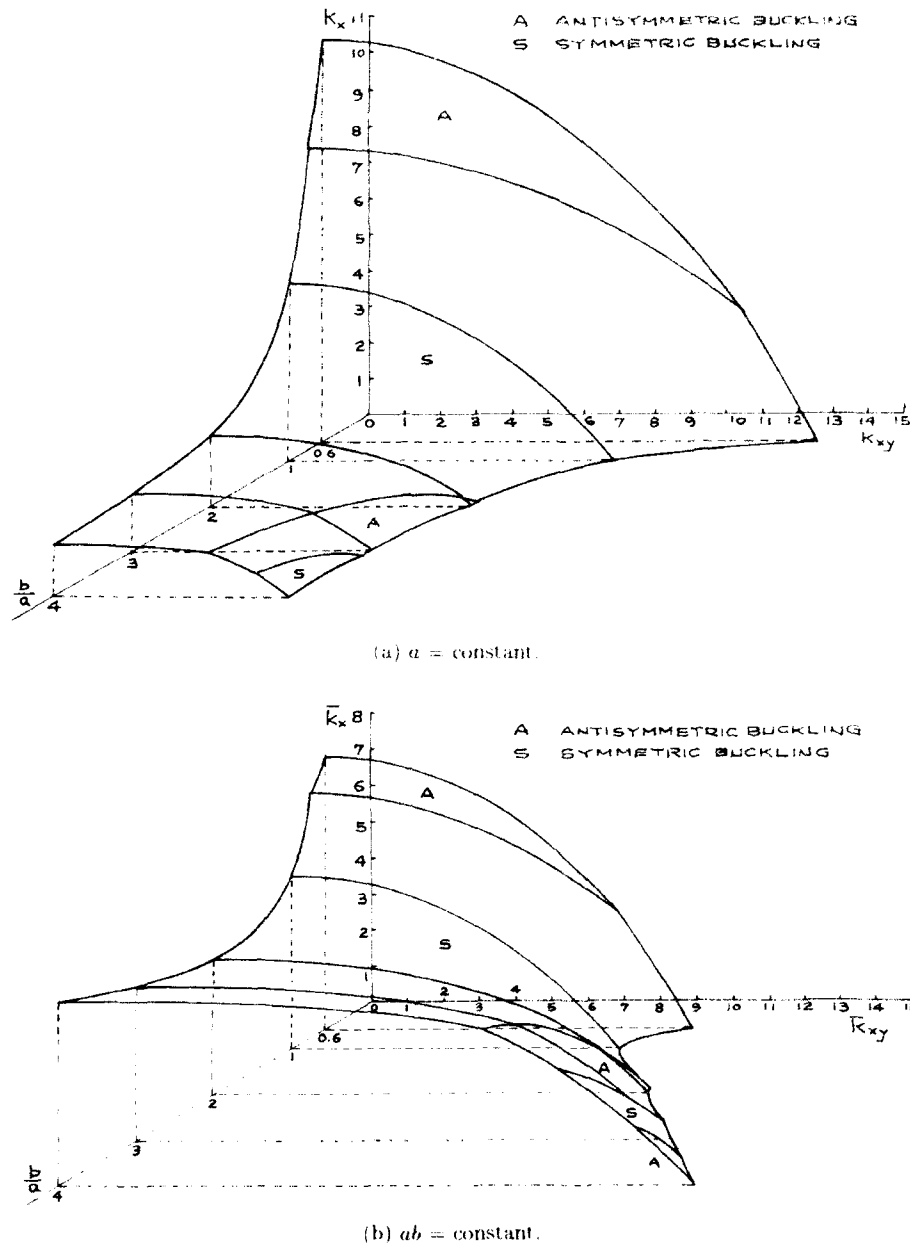 kx 11
A ANTISYMMETRIC BUCKLING
S SYMMETRIC BUCKLING
10
9
A
8
7
6
5
4
3
2
S
1
0 1 2 3 4 5 6 7 8 9 10 11 12 13 14 15
kxy
0.6
1
2
A
3
S
b/a
4
(a) a = constant.
k̄x 8
A ANTISYMMETRIC BUCKLING
S SYMMETRIC BUCKLING
7
6
A
5
4
3
2
S
1
0 1 2 3 4 5 6 7 8 9 10 11 12 13 14 15
k̄xy
0.6
1
A
2
S
3
A
b/a
4
(b) ab = constant.